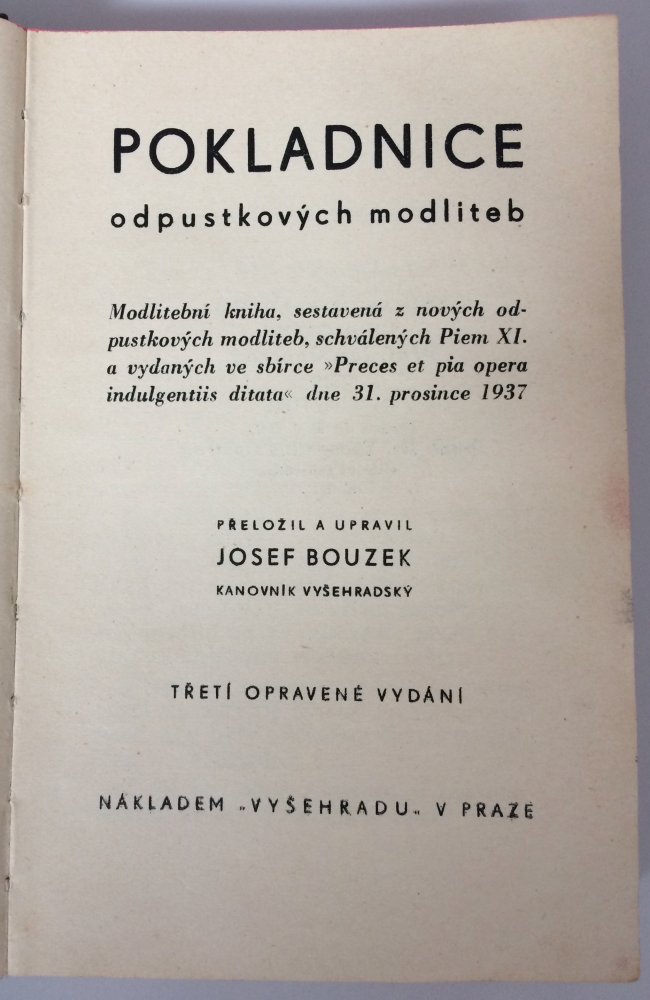 POKLADNICE
odpustkových modliteb
Modlitební kniha, sestavená z nových od-
pustkových modliteb, schválených Piem XI.
a vydaných ve sbírce »Preces et pia opera
indulgentiis ditata« dne 31. prosince 1937
PŘELOŽIL A UPRAVIL
JOSEF BOUZEK
KANOVNÍK VYŠEHRADSKÝ
TŘETÍ OPRAVENÉ VYDÁNÍ
NÁKLADEM „VYŠEHRADU„ V PRAZE